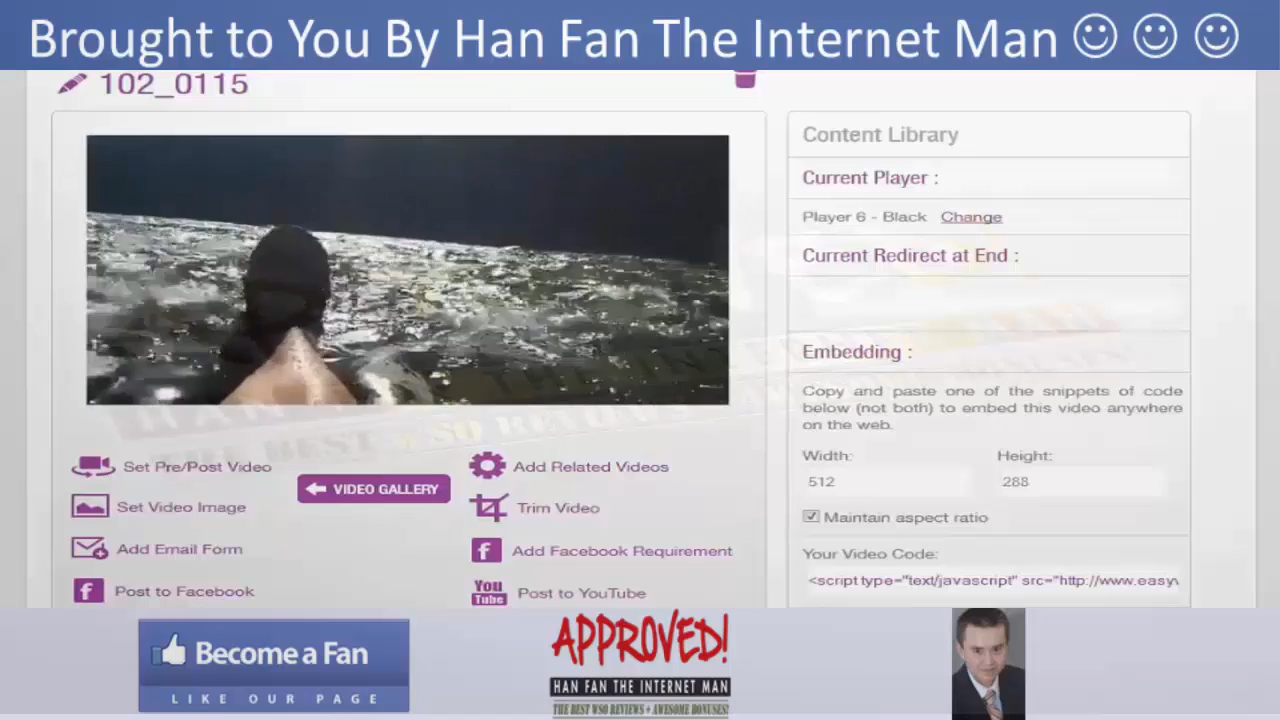 Brought to You By Han Fan The Internet Man
102_0115
Content Library
Current Player :
Player 6 - Black Change
Current Redirect at End :
Embedding :
Copy and paste one of the snippets of code
below (not both) to embed this video anywhere
on the web.
Width: Height:
512 288
Maintain aspect ratio
Your Video Code:
<script type="text/javascript" src="http://www.easy
Set Pre/Post Video
Set Video Image
Add Email Form
Post to Facebook
VIDEO GALLERY
Add Related Videos
Trim Video
Add Facebook Requirement
You
Tube
Post to YouTube
Become a Fan
LIKE OUR PAGE
APPROVED!
HAN FAN THE INTERNET MAN
THE BEST WSO REVIEWS + AWESOME BONUSES!